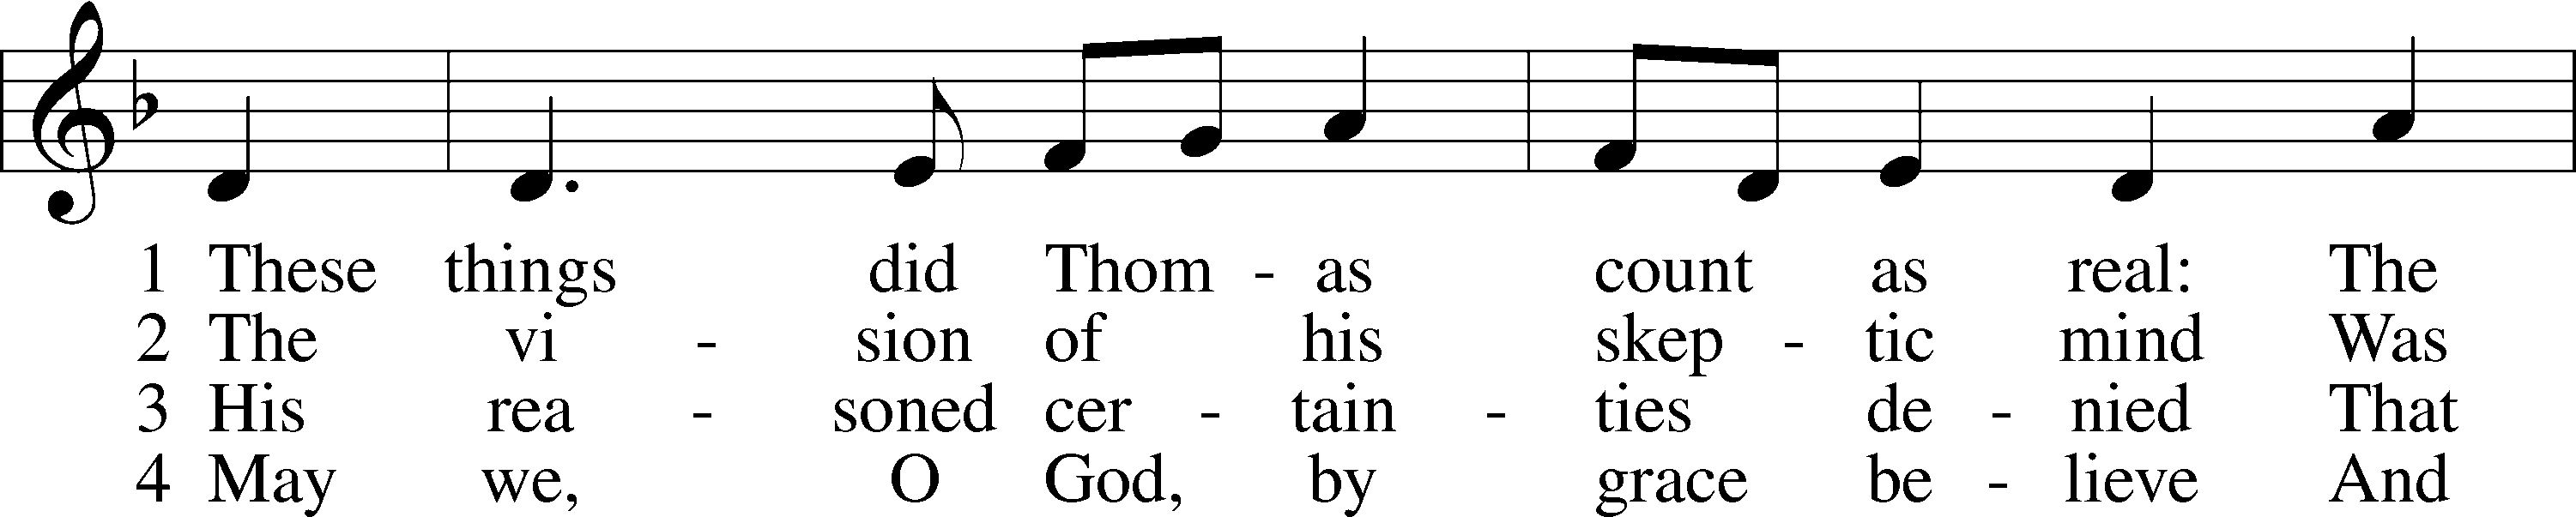 1 These things did Thom - as count as real: The
2 The vi - sion of his skep - tic mind Was
3 His rea - soned cer - tain - ties de - nied That
4 May we, O God, by grace be - lieve And